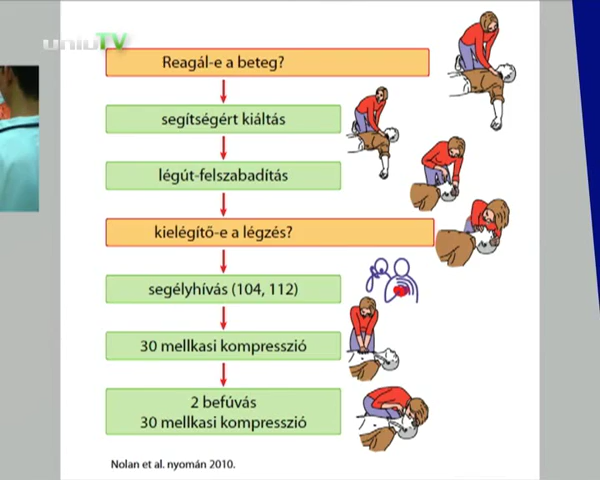 univTV
Reagál-e a beteg?
segítségért kiáltás
légút-felszabadítás
kielégítő-e a légzés?
segélyhívás (104, 112)
30 mellkasi kompresszió
2 befúvás
30 mellkasi kompresszió
Nolan et al. nyomán 2010.